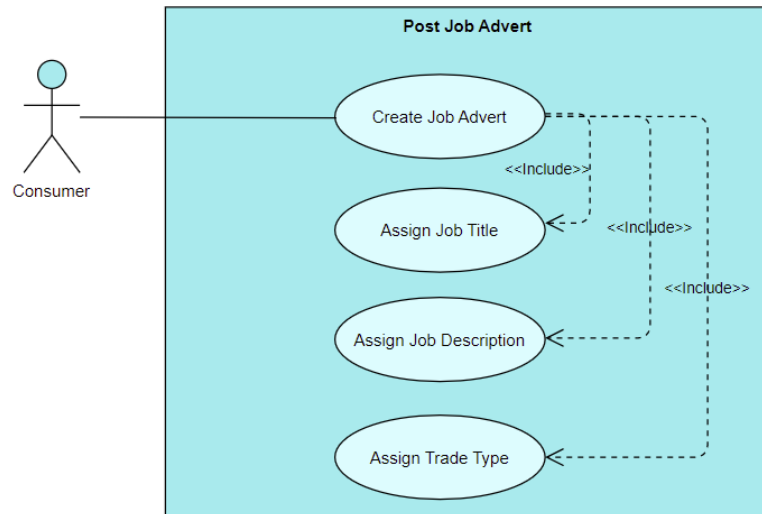 Post Job Advert
Create Job Advert
Consumer
<<Include>>
Assign Job Title
<<Include>>
<<Include>>
Assign Job Description
Assign Trade Type